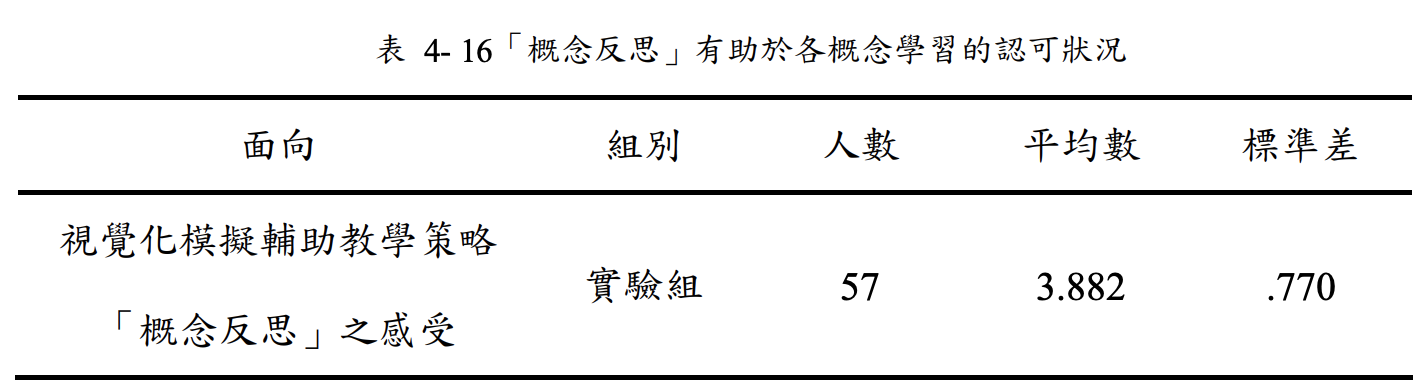 表 4- 16「概念反思」有助於各概念學習的認可狀況
面向 組別 人數 平均數 標準差
視覺化模擬輔助教學策略
「概念反思」之感受 實驗組 57 3.882 .770